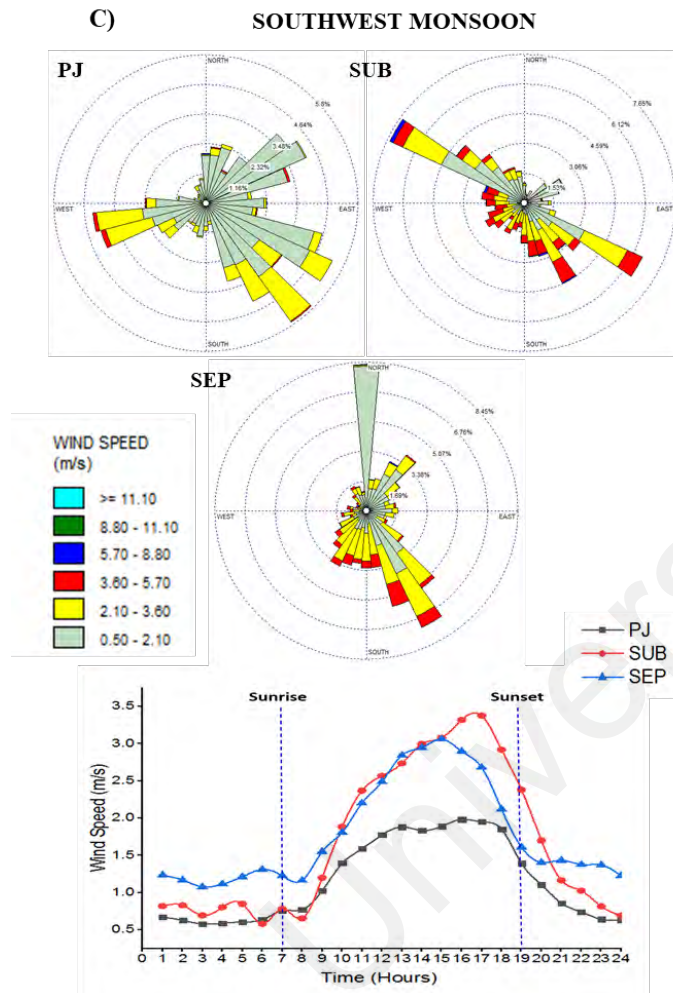 C) SOUTHWEST MONSOON
PJ
NORTH
5.8%
4.64%
3.48%
2.32%
1.16%
WEST
EAST
SOUTH
SUB
NORTH
7.65%
6.12%
4.59%
3.06%
1.53%
WEST
EAST
SOUTH
SEP
NORTH
8.45%
6.76%
5.07%
3.38%
1.69%
WEST
EAST
SOUTH
WIND SPEED
(m/s)
>= 11.10
8.80 - 11.10
5.70 - 8.80
3.60 - 5.70
2.10 - 3.60
0.50 - 2.10
PJ
SUB
SEP
Sunrise
Sunset
3.5
3.0
2.5
2.0
1.5
1.0
0.5
Wind Speed (m/s)
0 1 2 3 4 5 6 7 8 9 10 11 12 13 14 15 16 17 18 19 20 21 22 23 24
Time (Hours)
Univers